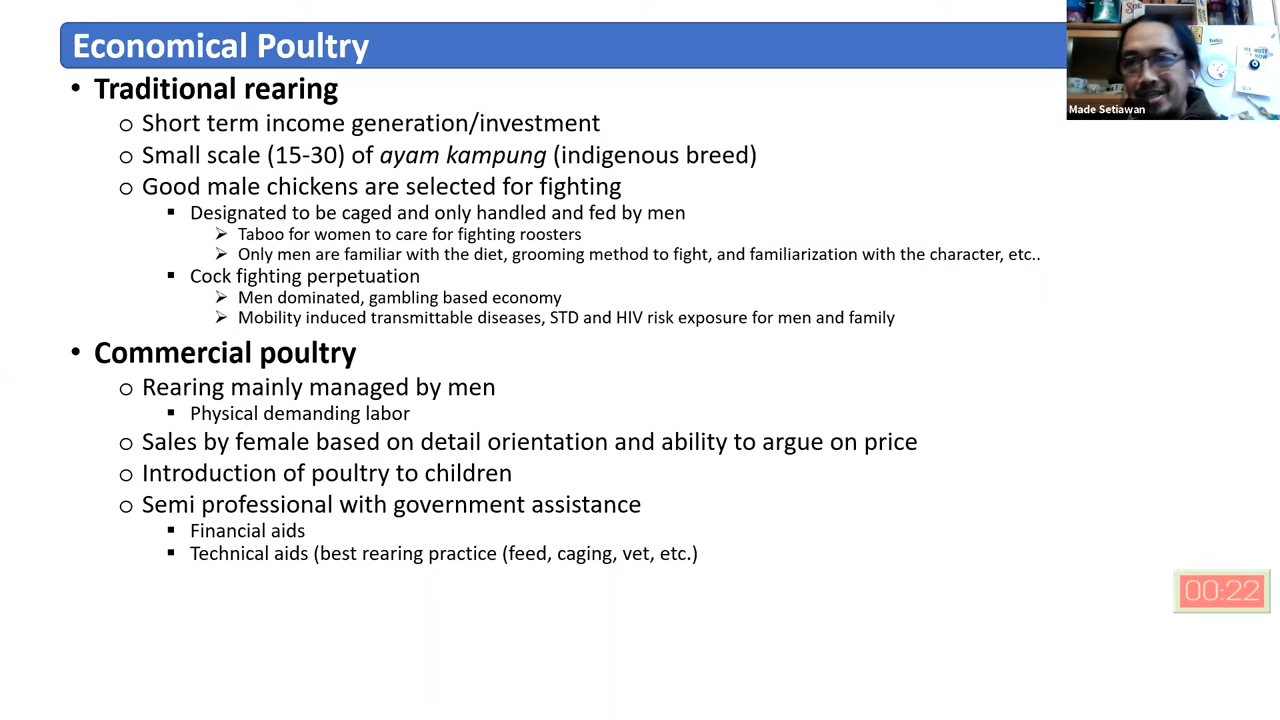 Economical Poultry
• Traditional rearing
o Short term income generation/investment
o Small scale (15-30) of ayam kampung (indigenous breed)
o Good male chickens are selected for fighting
▪ Designated to be caged and only handled and fed by men
➢ Taboo for women to care for fighting roosters
➢ Only men are familiar with the diet, grooming method to fight, and familiarization with the character, etc..
▪ Cock fighting perpetuation
➢ Men dominated, gambling based economy
➢ Mobility induced transmittable diseases, STD and HIV risk exposure for men and family
• Commercial poultry
o Rearing mainly managed by men
▪ Physical demanding labor
o Sales by female based on detail orientation and ability to argue on price
o Introduction of poultry to children
o Semi professional with government assistance
▪ Financial aids
▪ Technical aids (best rearing practice (feed, caging, vet, etc.)
beko
Made Setiawan
00:22